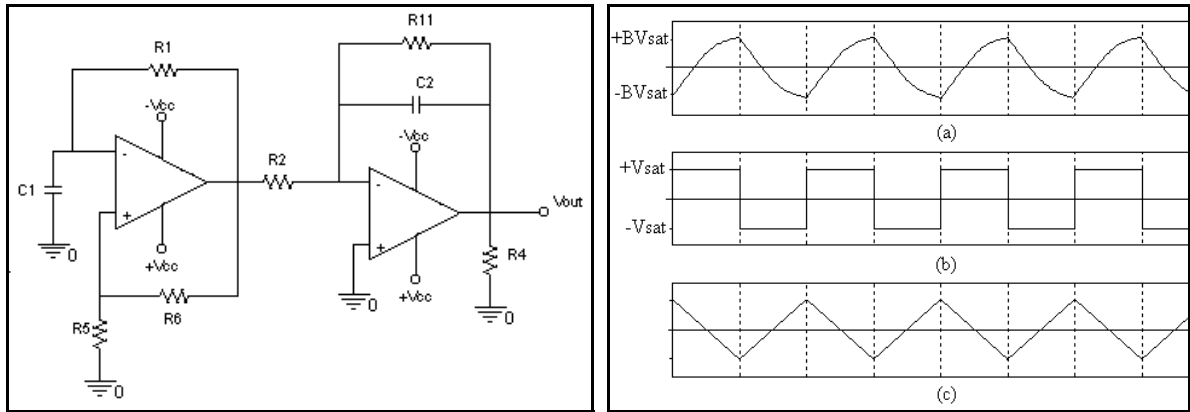 R1
-Vcc
C1
-
+
0
+Vcc
R6
R5
0
R2
R11
C2
-Vcc
-
+
0
+Vcc
Vout
R4
0
+BVsat
-BVsat
(a)
+Vsat
-Vsat
(b)
(c)